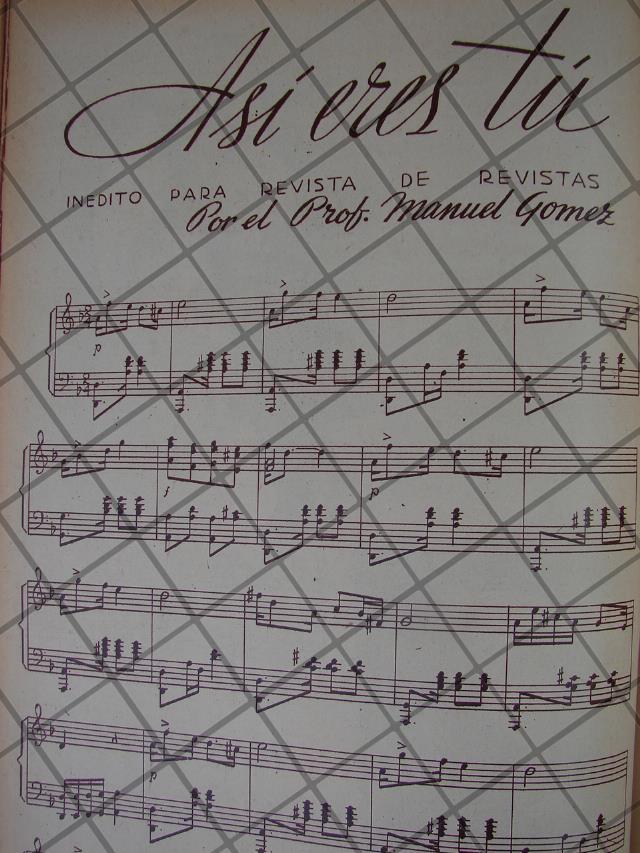 Así eres tú
INEDITO PARA REVISTA DE REVISTAS
Por el Prof. Manuel Gomez
p
f
p
p